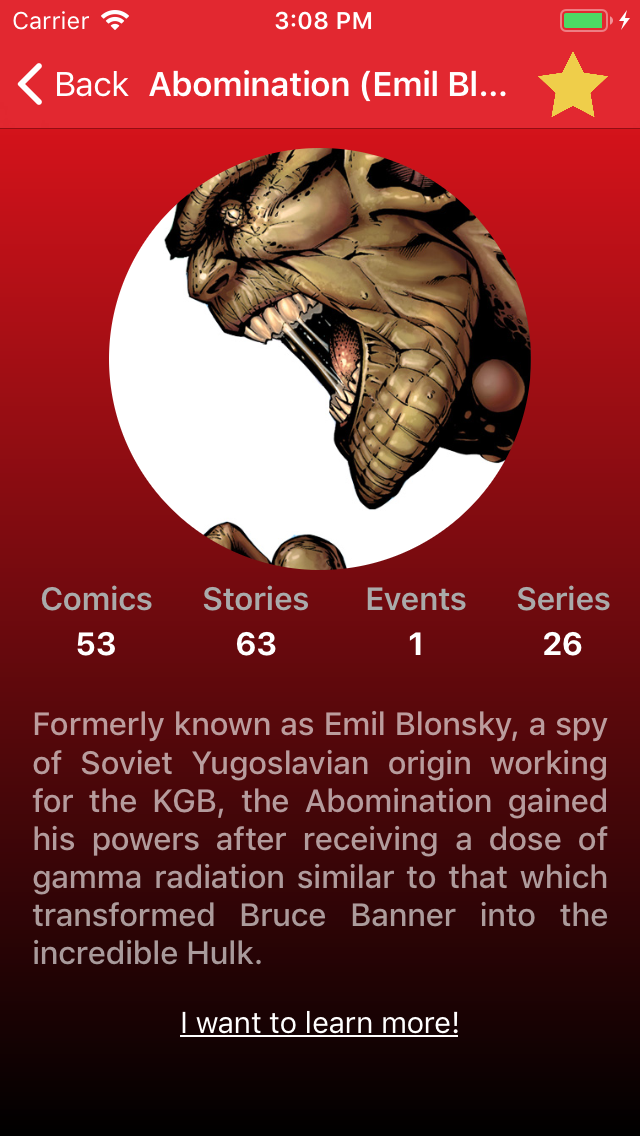 Carrier 3:08 PM
Back Abomination (Emil Bl...
Comics Stories Events Series
53 63 1 26
Formerly known as Emil Blonsky, a spy
of Soviet Yugoslavian origin working
for the KGB, the Abomination gained
his powers after receiving a dose of
gamma radiation similar to that which
transformed Bruce Banner into the
incredible Hulk.
I want to learn more!